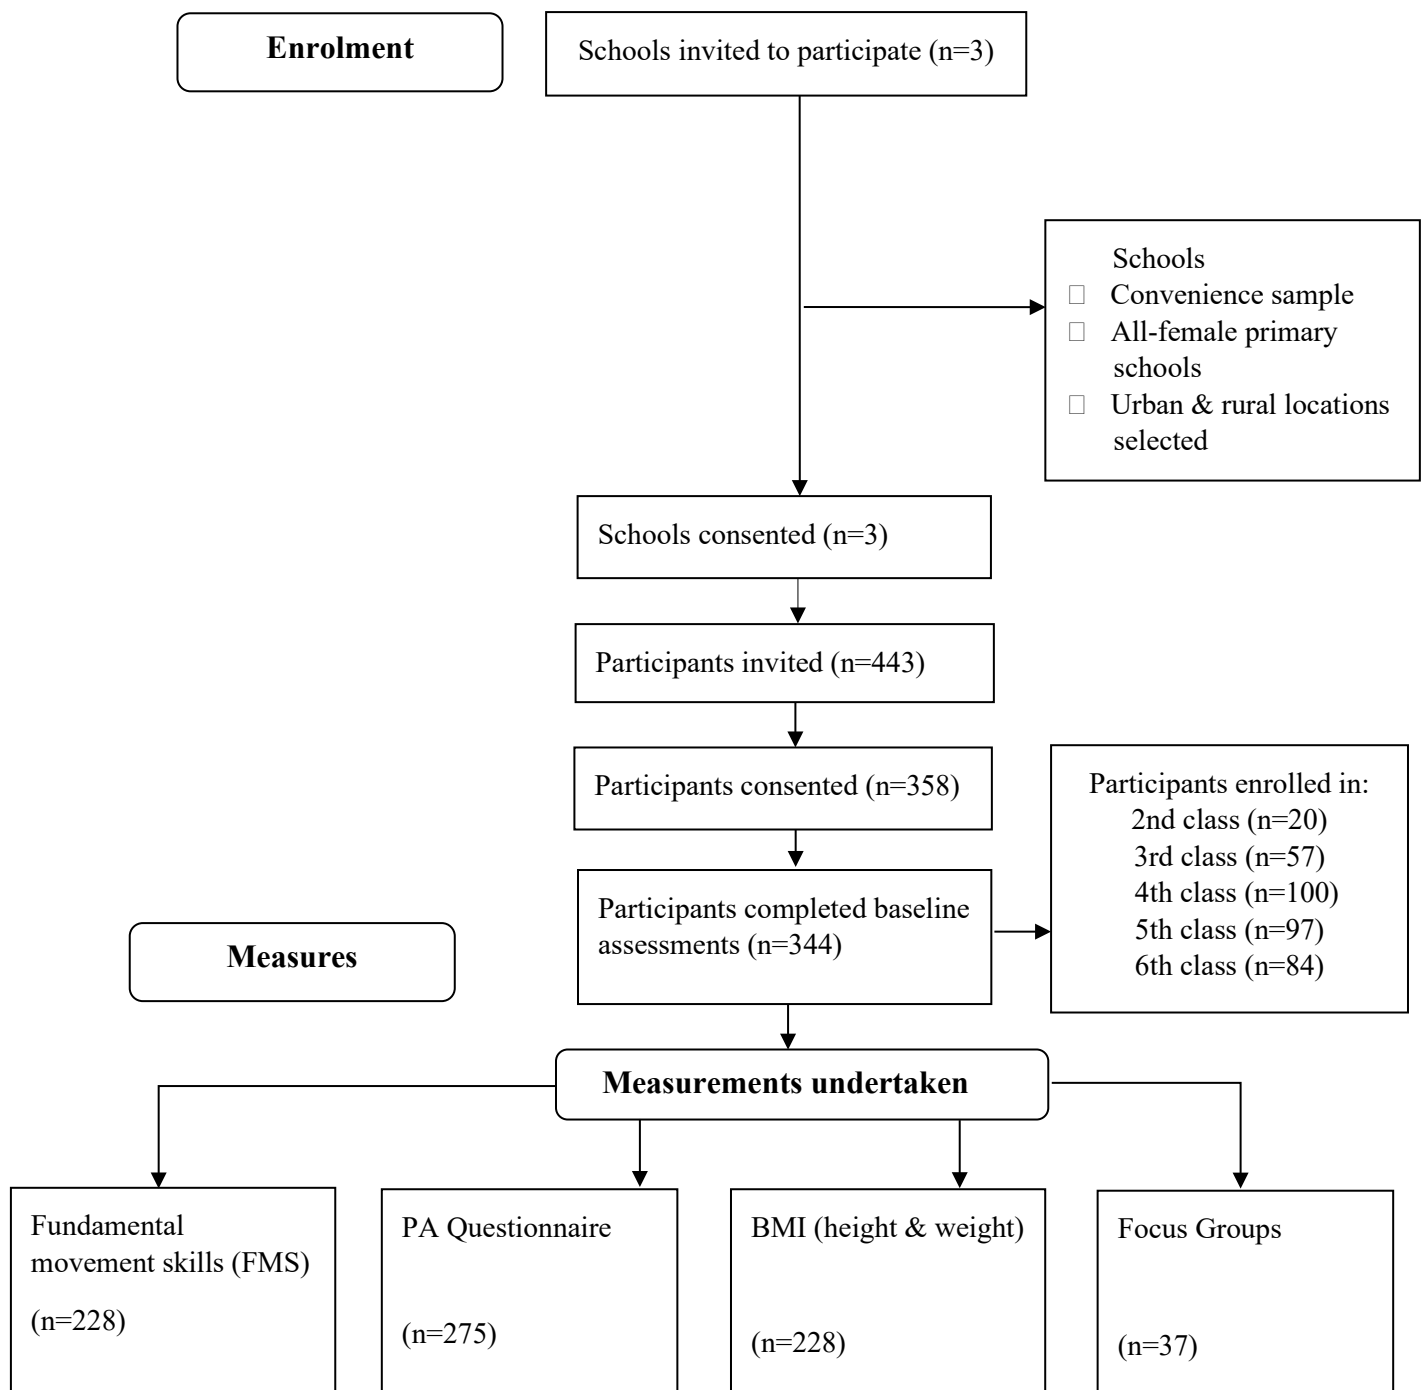 Enrolment
Schools invited to participate (n=3)
Schools
□ Convenience sample
□ All-female primary
schools
□ Urban & rural locations
selected
Schools consented (n=3)
Participants invited (n=443)
Participants consented (n=358)
Participants completed baseline
assessments (n=344)
Participants enrolled in:
2nd class (n=20)
3rd class (n=57)
4th class (n=100)
5th class (n=97)
6th class (n=84)
Measures
Measurements undertaken
Fundamental
movement skills (FMS)
(n=228)
PA Questionnaire
(n=275)
BMI (height & weight)
(n=228)
Focus Groups
(n=37)